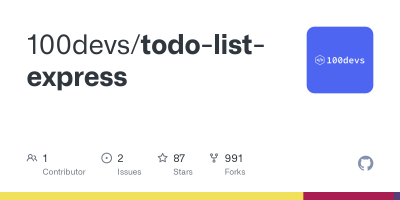 100devs/todo-list-
express
100devs
1
Contributor
2
Issues
87
Stars
991
Forks